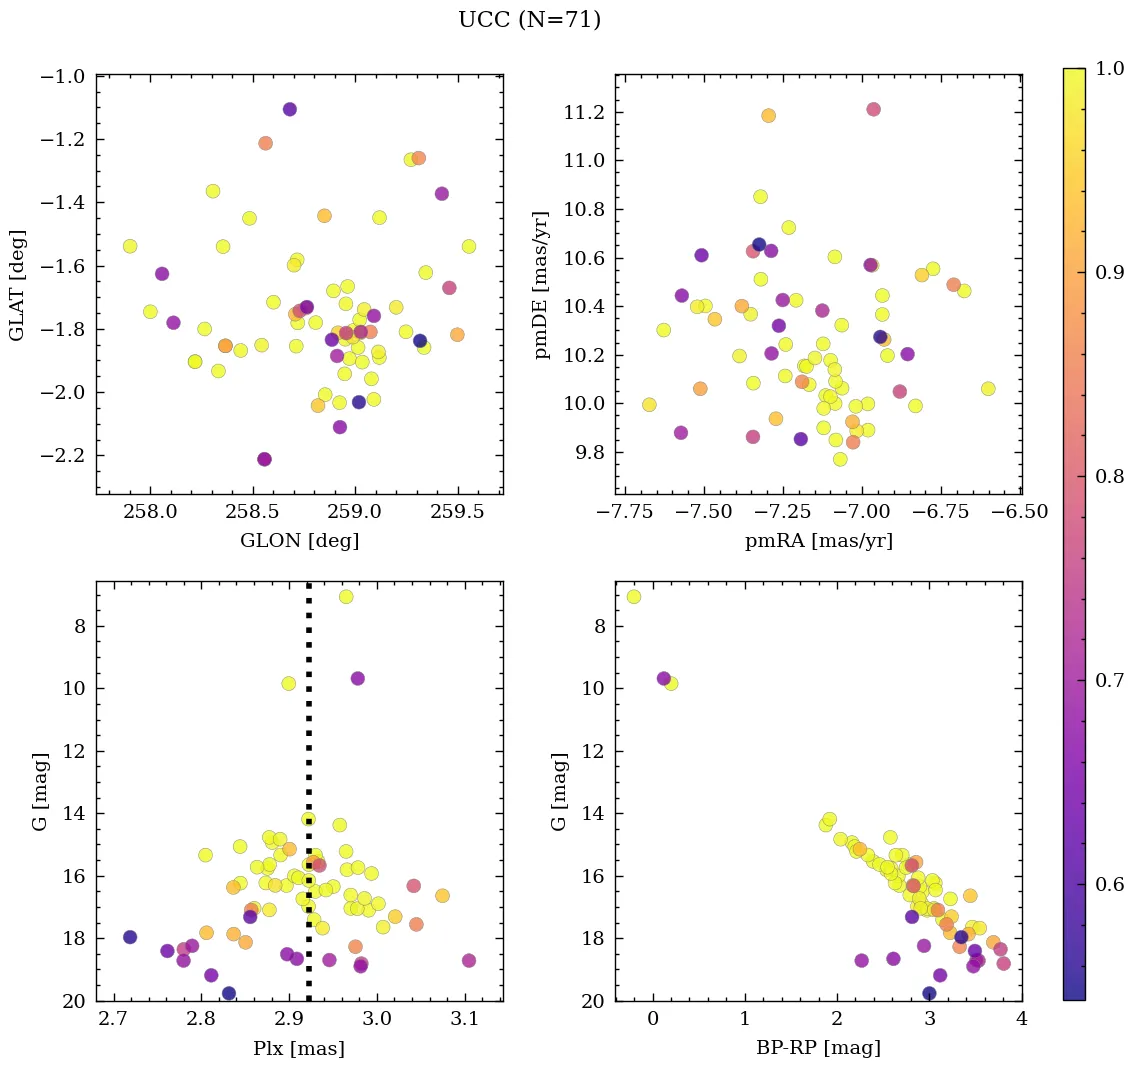 UCC (N=71)
−1.0
−1.2
−1.4
−1.6
−1.8
−2.0
−2.2
GLAT [deg]
258.0 258.5 259.0 259.5
GLON [deg]
11.2
11.0
10.8
10.6
10.4
10.2
10.0
9.8
pmDE [mas/yr]
−7.75 −7.50 −7.25 −7.00 −6.75 −6.50
pmRA [mas/yr]
8
10
12
14
16
18
20
G [mag]
2.7 2.8 2.9 3.0 3.1
Plx [mas]
8
10
12
14
16
18
20
G [mag]
0 1 2 3 4
BP-RP [mag]
1.0
0.9
0.8
0.7
0.6